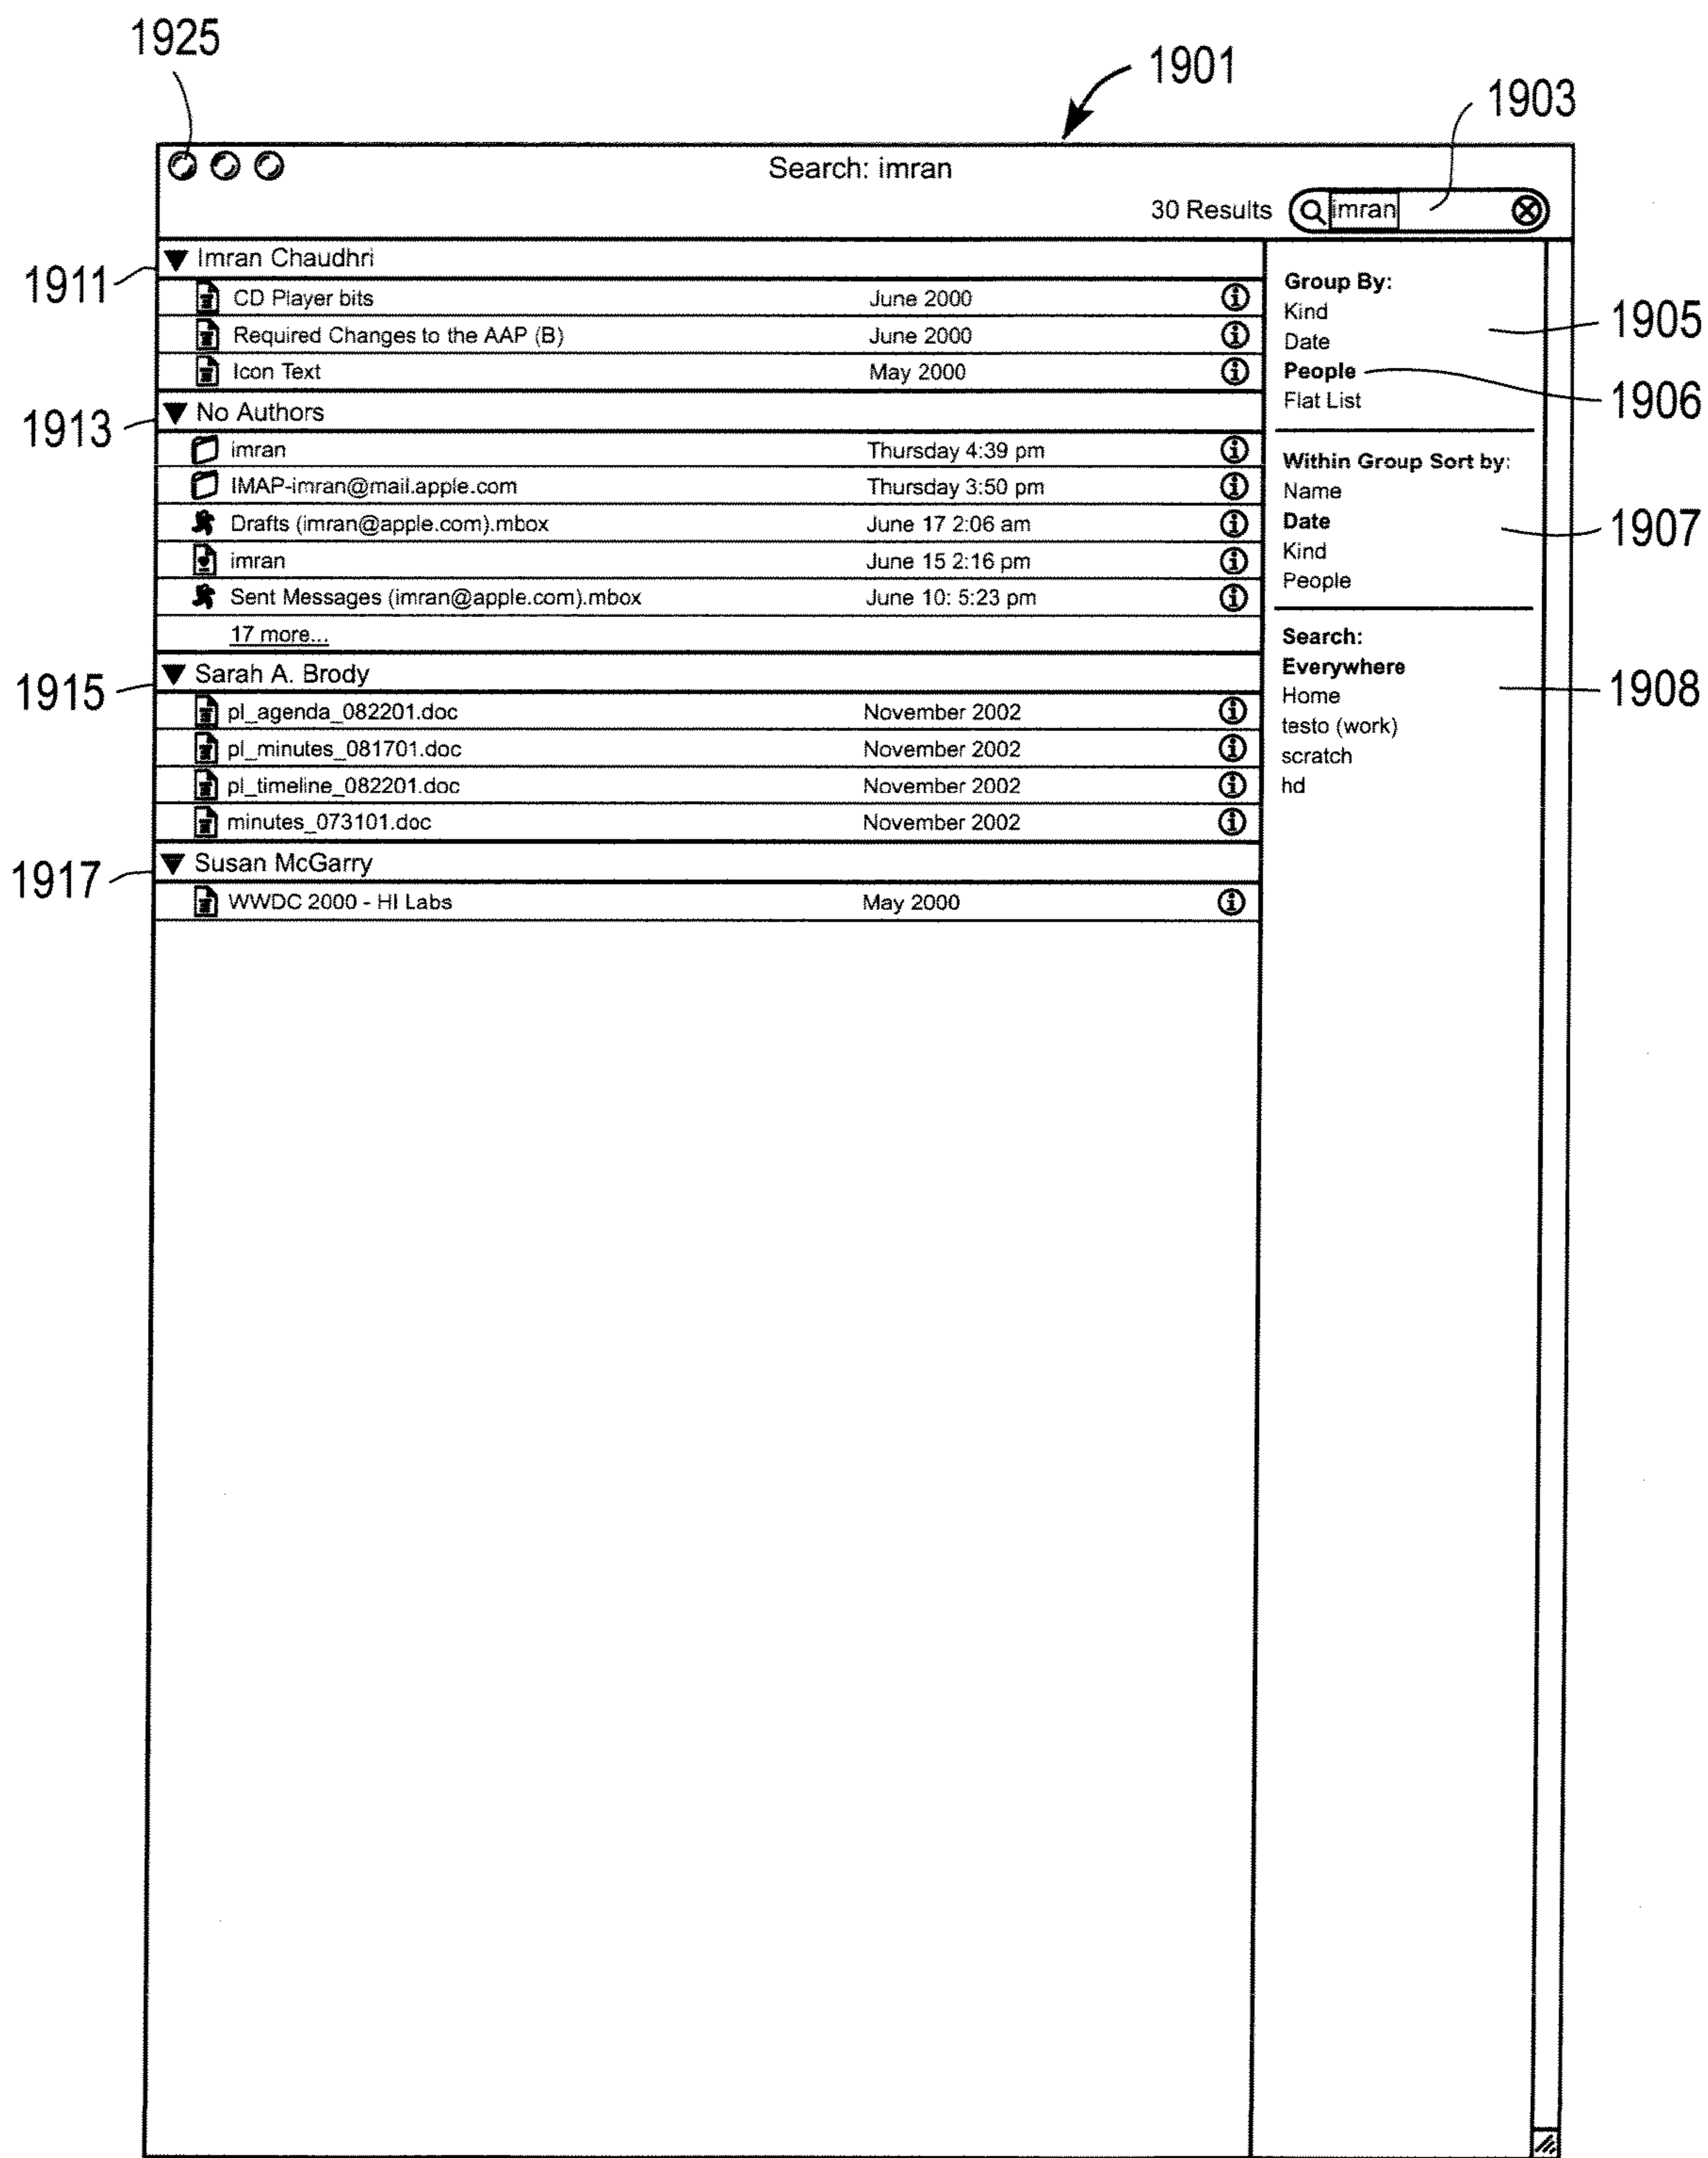 1925
1901
1903
Search: imran
30 Results imran
1911
Imran Chaudhri
CD Player bits June 2000
Required Changes to the AAP (B) June 2000
Icon Text May 2000
1913
No Authors
imran Thursday 4:39 pm
IMAP-imran@mail.apple.com Thursday 3:50 pm
Drafts (imran@apple.com).mbox June 17 2:06 am
imran June 15 2:16 pm
Sent Messages (imran@apple.com).mbox June 10: 5:23 pm
17 more...
1915
Sarah A. Brody
pl_agenda_082201.doc November 2002
pl_minutes_081701.doc November 2002
pl_timeline_082201.doc November 2002
minutes_073101.doc November 2002
1917
Susan McGarry
WWDC 2000 - HI Labs May 2000
Group By:
Kind
Date
People
Flat List
1905
1906
Within Group Sort by:
Name
Date
Kind
People
1907
Search:
Everywhere
Home
testo (work)
scratch
hd
1908